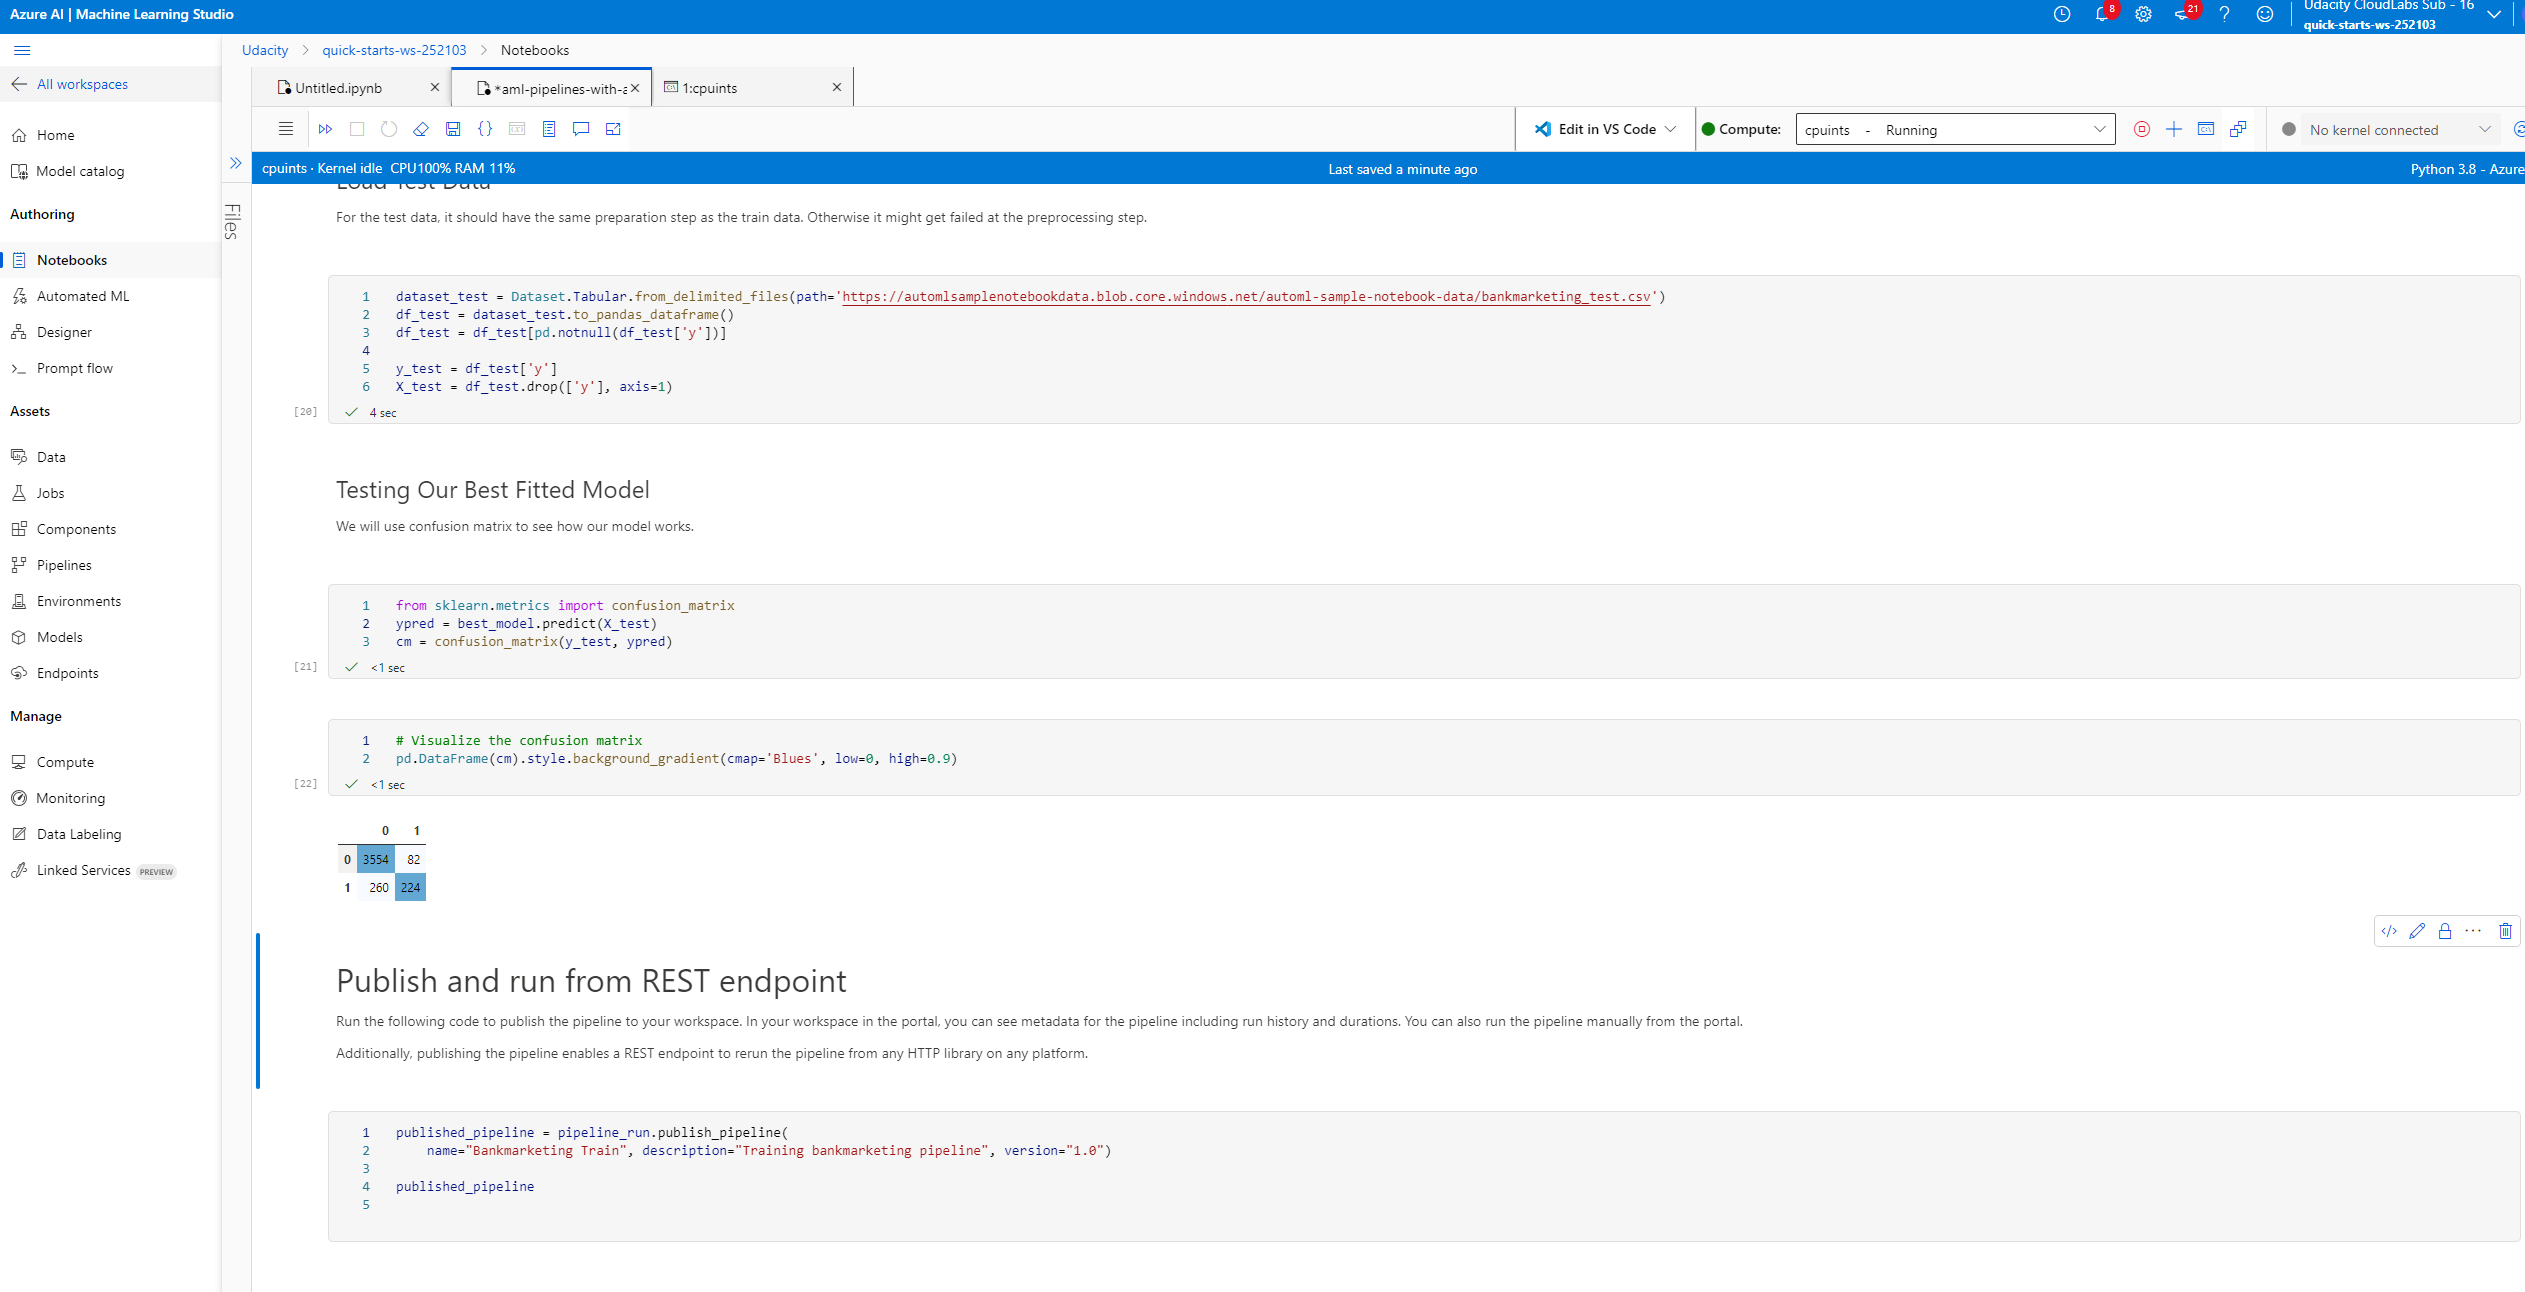 Azure AI | Machine Learning Studio
8
21
Udacity CloudLabs Sub - 16
quick-starts-ws-252103
All workspaces
Home
Model catalog
Authoring
Notebooks
Automated ML
Designer
Prompt flow
Assets
Data
Jobs
Components
Pipelines
Environments
Models
Endpoints
Manage
Compute
Monitoring
Data Labeling
Linked Services PREVIEW
Files
Udacity > quick-starts-ws-252103 > Notebooks
Untitled.ipynb
*aml-pipelines-with-a
1:cpuints
Edit in VS Code
Compute:
cpuints - Running
No kernel connected
cpuints · Kernel idle CPU100% RAM 11%
Last saved a minute ago
Python 3.8 - Azure
Load Test Data
For the test data, it should have the same preparation step as the train data. Otherwise it might get failed at the preprocessing step.
1 dataset_test = Dataset.Tabular.from_delimited_files(path='https://automlsamplenotebookdata.blob.core.windows.net/automl-sample-notebook-data/bankmarketing_test.csv')
2 df_test = dataset_test.to_pandas_dataframe()
3 df_test = df_test[pd.notnull(df_test['y'])]
4
5 y_test = df_test['y']
6 X_test = df_test.drop(['y'], axis=1)
[20] 4 sec
Testing Our Best Fitted Model
We will use confusion matrix to see how our model works.
1 from sklearn.metrics import confusion_matrix
2 ypred = best_model.predict(X_test)
3 cm = confusion_matrix(y_test, ypred)
[21] <1 sec
1 # Visualize the confusion matrix
2 pd.DataFrame(cm).style.background_gradient(cmap='Blues', low=0, high=0.9)
[22] <1 sec
0 1
0 3554 82
1 260 224
Publish and run from REST endpoint
Run the following code to publish the pipeline to your workspace. In your workspace in the portal, you can see metadata for the pipeline including run history and durations. You can also run the pipeline manually from the portal.
Additionally, publishing the pipeline enables a REST endpoint to rerun the pipeline from any HTTP library on any platform.
1 published_pipeline = pipeline_run.publish_pipeline(
2 name="Bankmarketing Train", description="Training bankmarketing pipeline", version="1.0")
3
4 published_pipeline
5